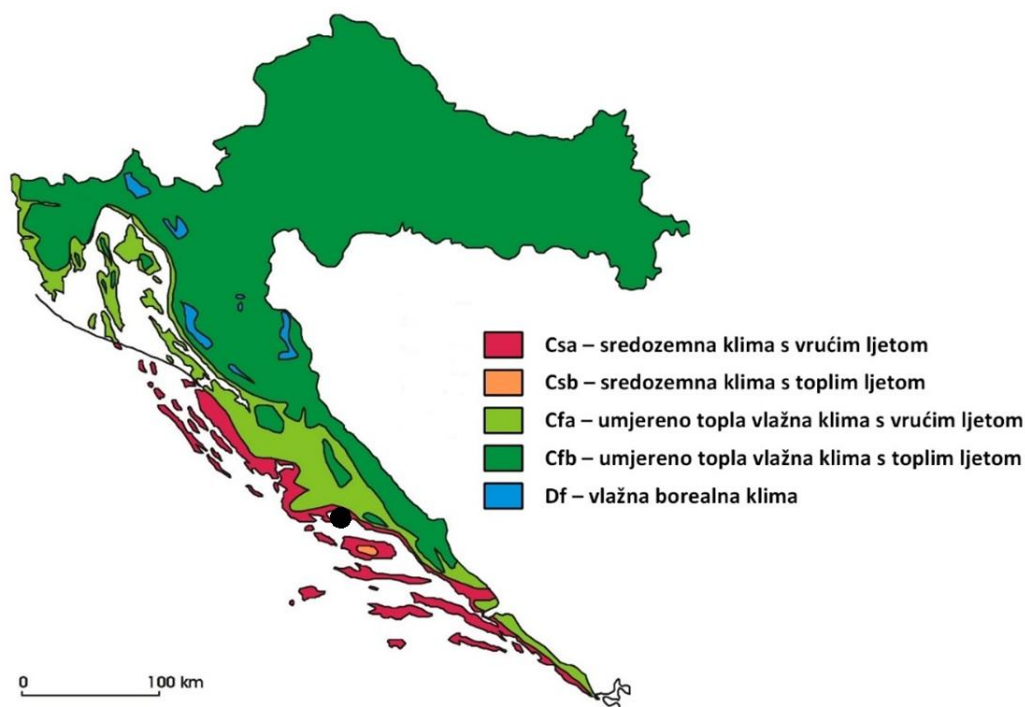 Csa – sredozemna klima s vrućim ljetom
Csb – sredozemna klima s toplim ljetom
Cfa – umjereno topla vlažna klima s vrućim ljetom
Cfb – umjereno topla vlažna klima s toplim ljetom
Df – vlažna borealna klima
0 100 km